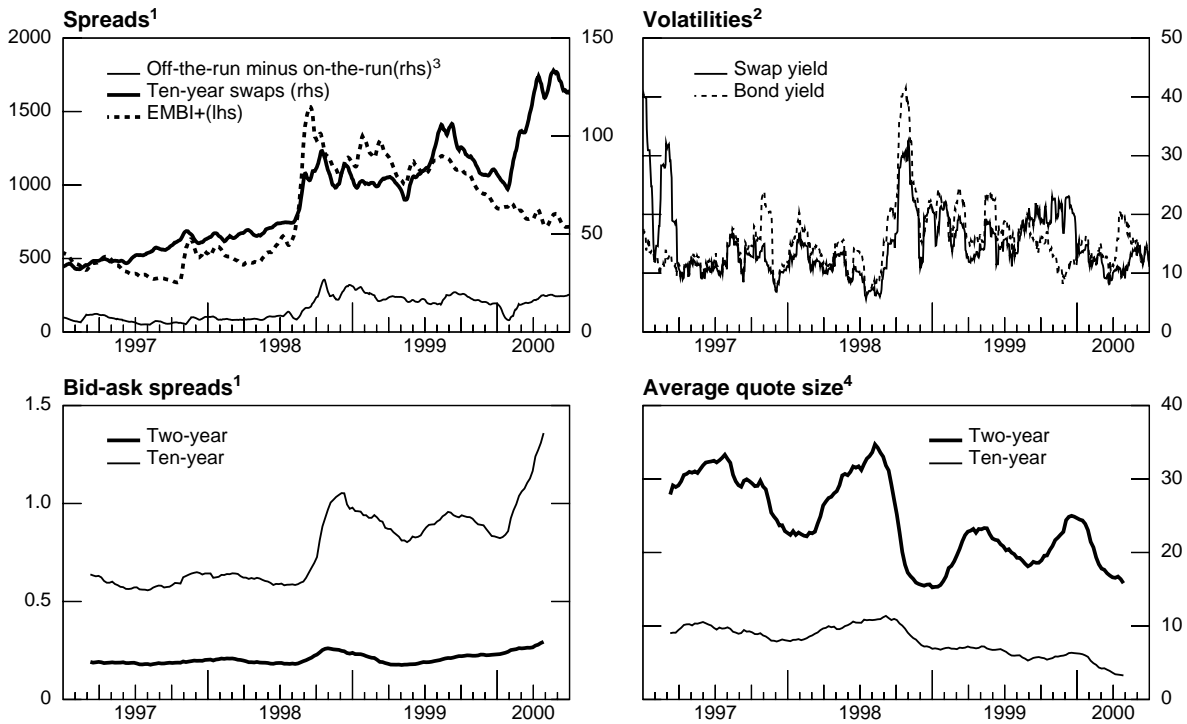 Spreads¹
2000
1500
1000
500
0
150
100
50
0
Off-the-run minus on-the-run(rhs)³
Ten-year swaps (rhs)
EMBI+(lhs)
1997 1998 1999 2000
Volatilities²
50
40
30
20
10
0
Swap yield
Bond yield
1997 1998 1999 2000
Bid-ask spreads¹
1.5
1.0
0.5
0
Two-year
Ten-year
1997 1998 1999 2000
Average quote size⁴
40
30
20
10
0
Two-year
Ten-year
1997 1998 1999 2000